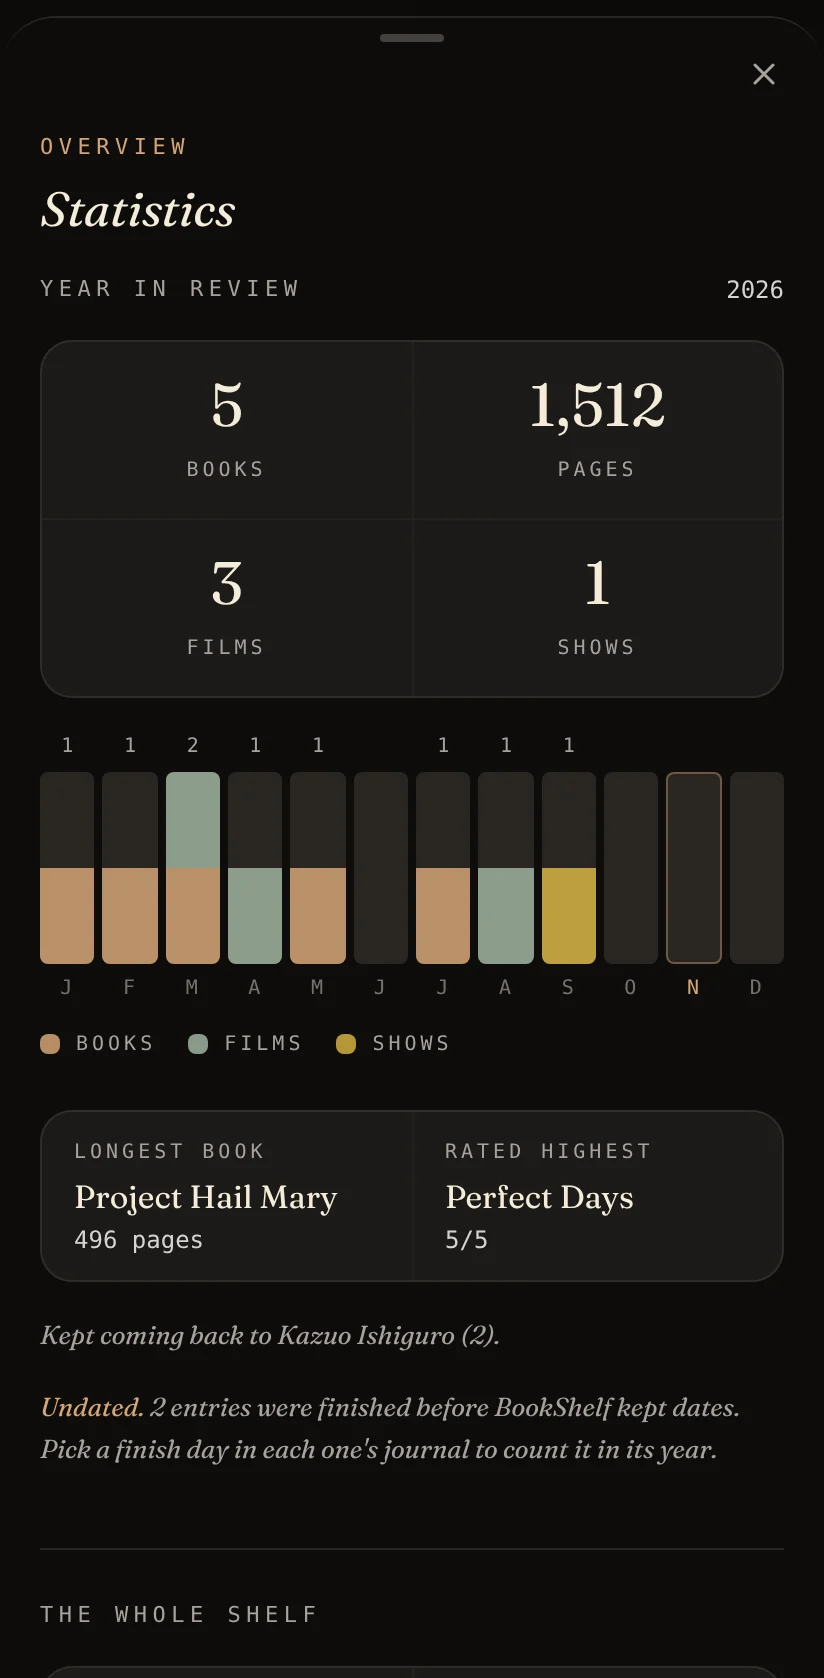 OVERVIEW
Statistics
YEAR IN REVIEW 2026
5 1,512
BOOKS PAGES
3 1
FILMS SHOWS
1 1 2 1 1 1 1 1
J F M A M J J A S O N D
BOOKS FILMS SHOWS
LONGEST BOOK RATED HIGHEST
Project Hail Mary Perfect Days
496 pages 5/5
Kept coming back to Kazuo Ishiguro (2).
Undated. 2 entries were finished before BookShelf kept dates.
Pick a finish day in each one's journal to count it in its year.
THE WHOLE SHELF